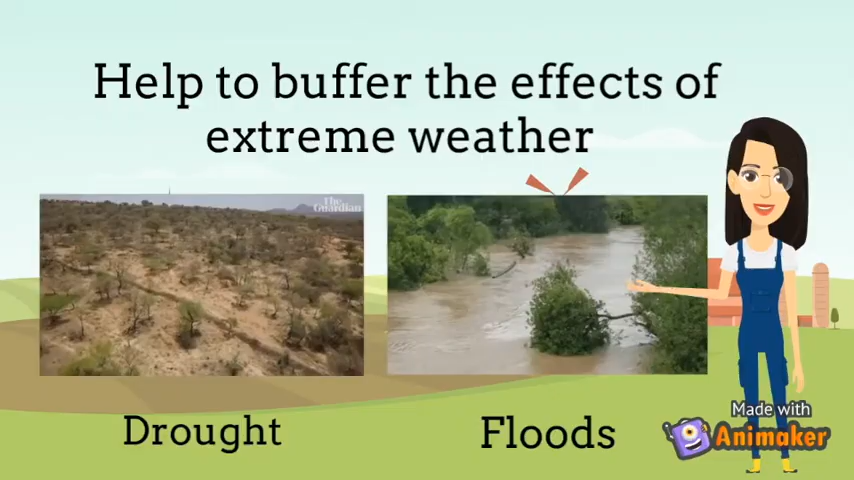 Help to buffer the effects of
extreme weather
The
Guardian
Drought
Floods
Made with
Animaker